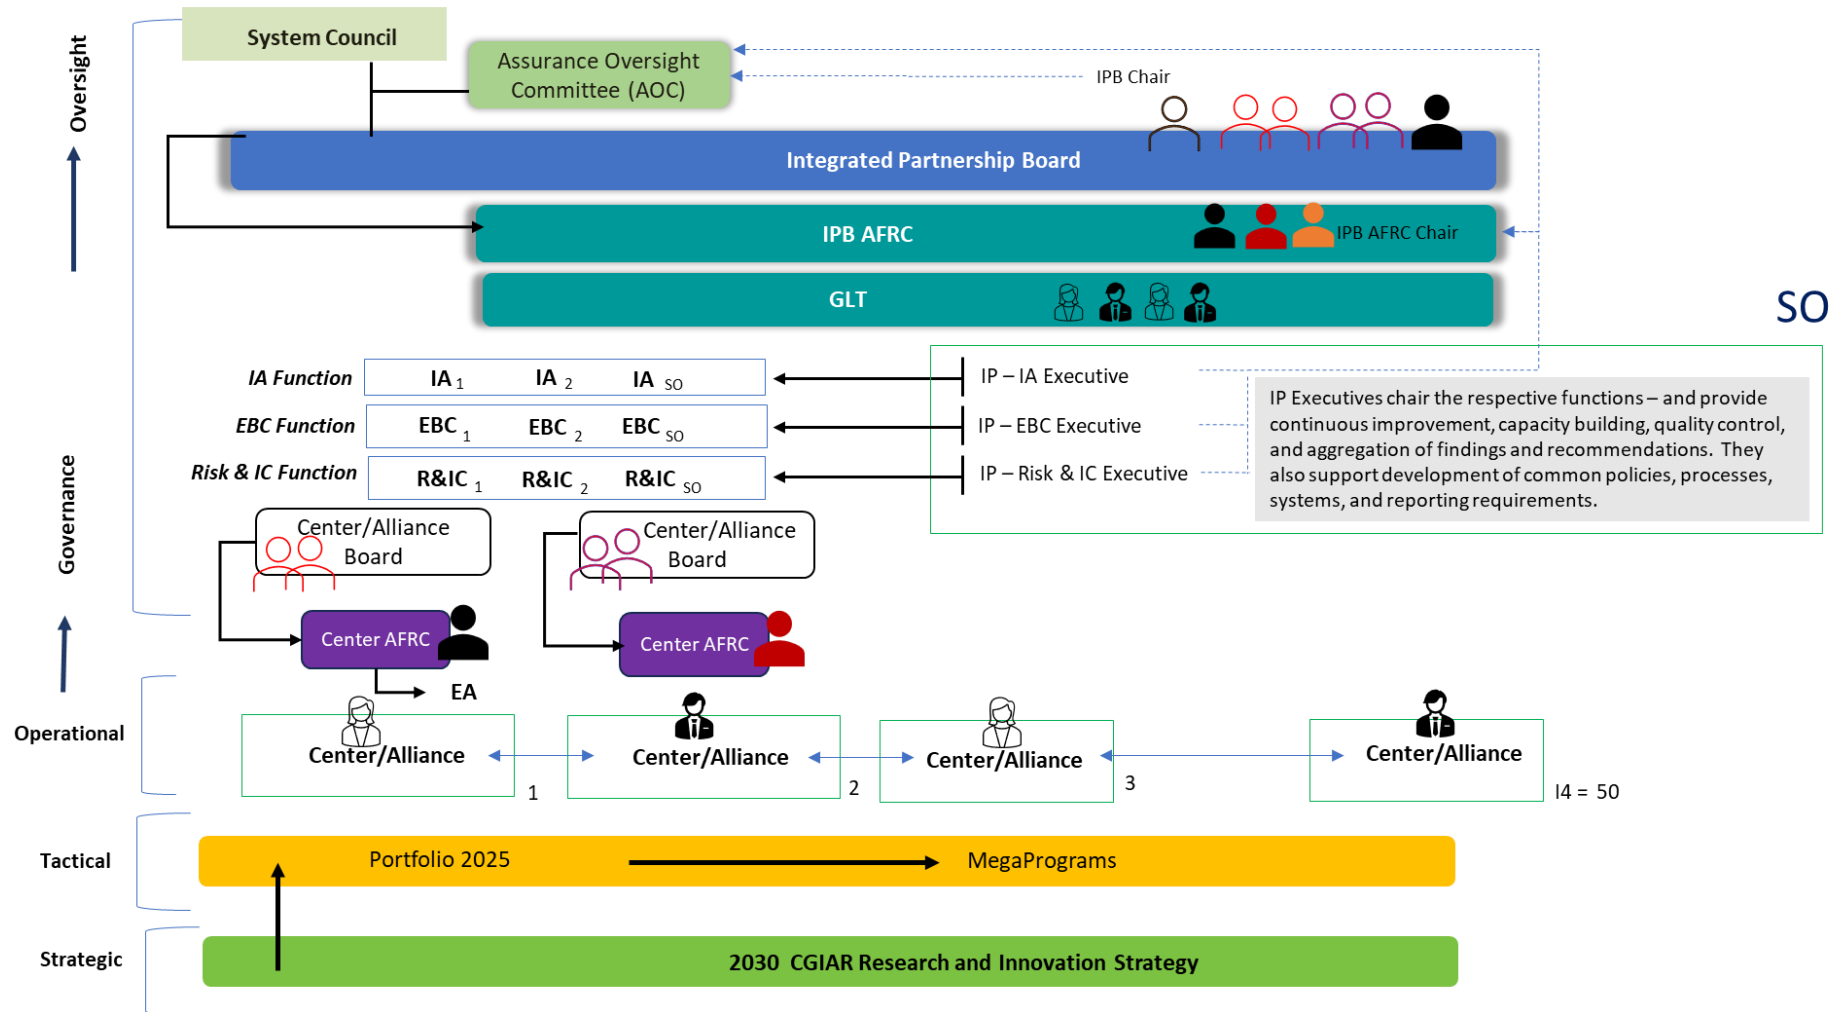 System Council
Assurance Oversight
Committee (AOC)
IPB Chair
Oversight
Integrated Partnership Board
IPB AFRC
IPB AFRC Chair
GLT
SO
IA Function
IA 1
IA 2
IA SO
IP – IA Executive
EBC Function
EBC 1
EBC 2
EBC SO
IP – EBC Executive
Risk & IC Function
R&IC 1
R&IC 2
R&IC SO
IP – Risk & IC Executive
IP Executives chair the respective functions – and provide
continuous improvement, capacity building, quality control,
and aggregation of findings and recommendations. They
also support development of common policies, processes,
systems, and reporting requirements.
Governance
Center/Alliance
Board
Center/Alliance
Board
Center AFRC
Center AFRC
EA
Operational
Center/Alliance
1
Center/Alliance
2
Center/Alliance
3
Center/Alliance
I4 = 50
Tactical
Portfolio 2025
MegaPrograms
Strategic
2030 CGIAR Research and Innovation Strategy